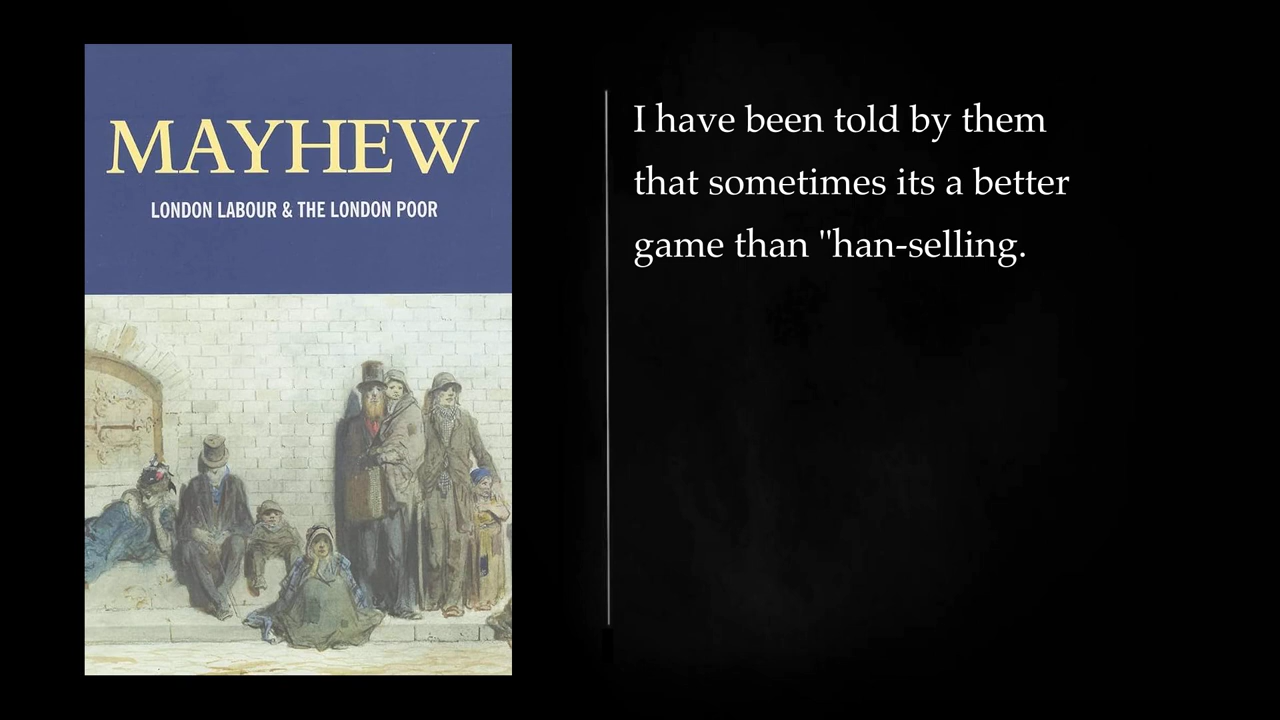 MAYHEW
LONDON LABOUR & THE LONDON POOR
I have been told by them
that sometimes its a better
game than "han-selling.